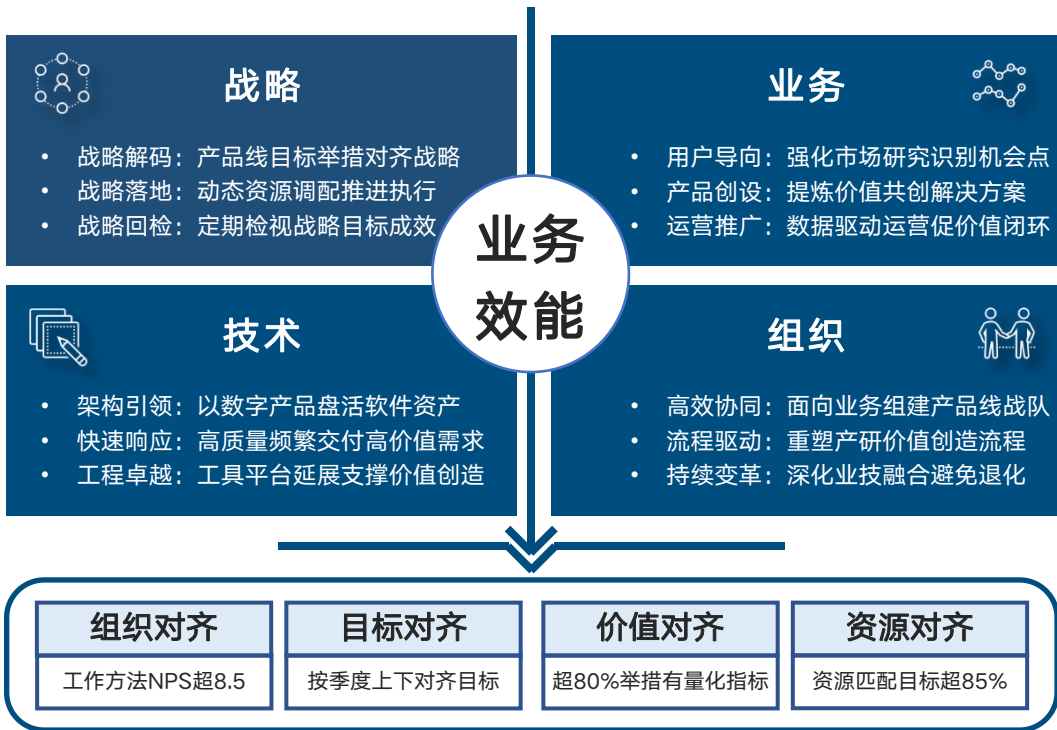 战略
• 战略解码：产品线目标举措对齐战略
• 战略落地：动态资源调配推进执行
• 战略回检：定期检视战略目标成效
业务
• 用户导向：强化市场研究识别机会点
• 产品创设：提炼价值共创解决方案
• 运营推广：数据驱动运营促价值闭环
业务
效能
技术
• 架构引领：以数字产品盘活软件资产
• 快速响应：高质量频繁交付高价值需求
• 工程卓越：工具平台延展支撑价值创造
组织
• 高效协同：面向业务组建产品线战队
• 流程驱动：重塑产研价值创造流程
• 持续变革：深化业技融合避免退化
组织对齐
工作方法NPS超8.5
目标对齐
按季度上下对齐目标
价值对齐
超80%举措有量化指标
资源对齐
资源匹配目标超85%